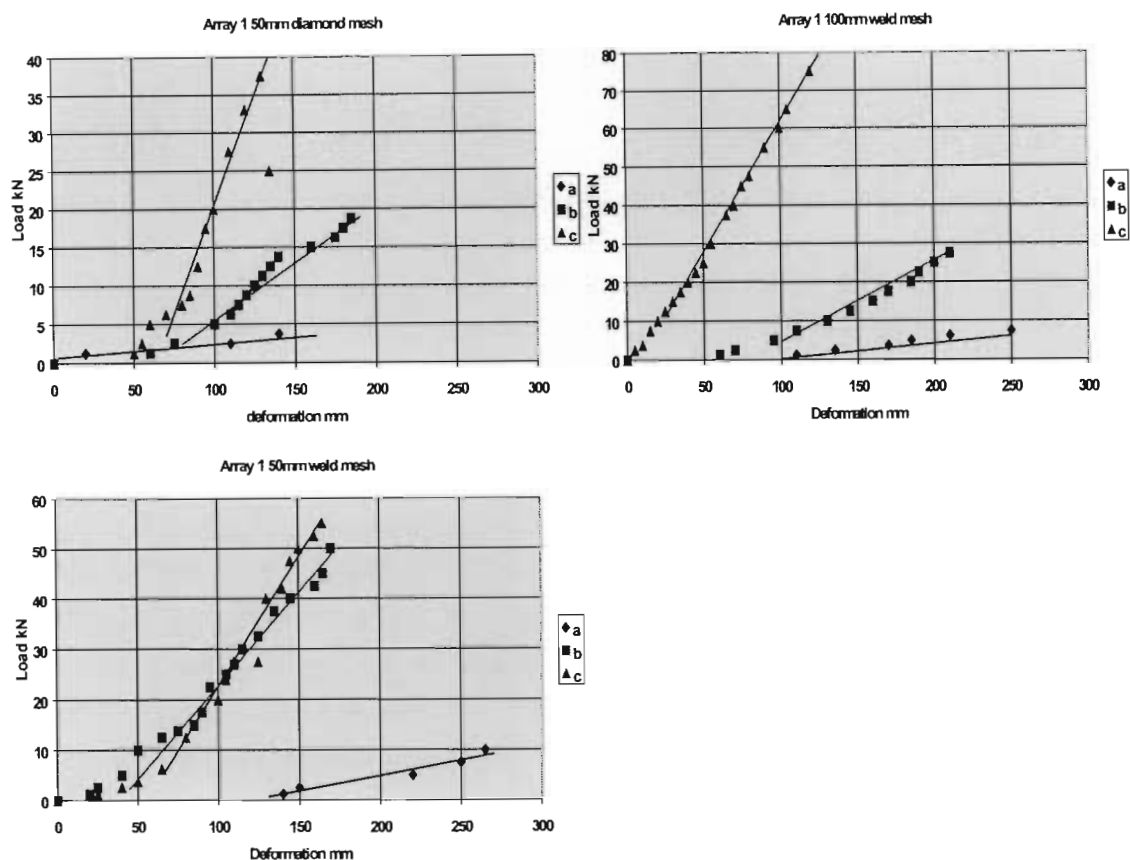 Array 1 50mm diamond mesh
40
35
30
25
20
15
10
5
0
Load kN
0 50 100 150 200 250 300
deformation mm
a
b
c
Array 1 100mm weld mesh
80
70
60
50
40
30
20
10
0
Load kN
0 50 100 150 200 250 300
Deformation mm
a
b
c
Array 1 50mm weld mesh
60
50
40
30
20
10
0
Load kN
0 50 100 150 200 250 300
Deformation mm
a
b
c